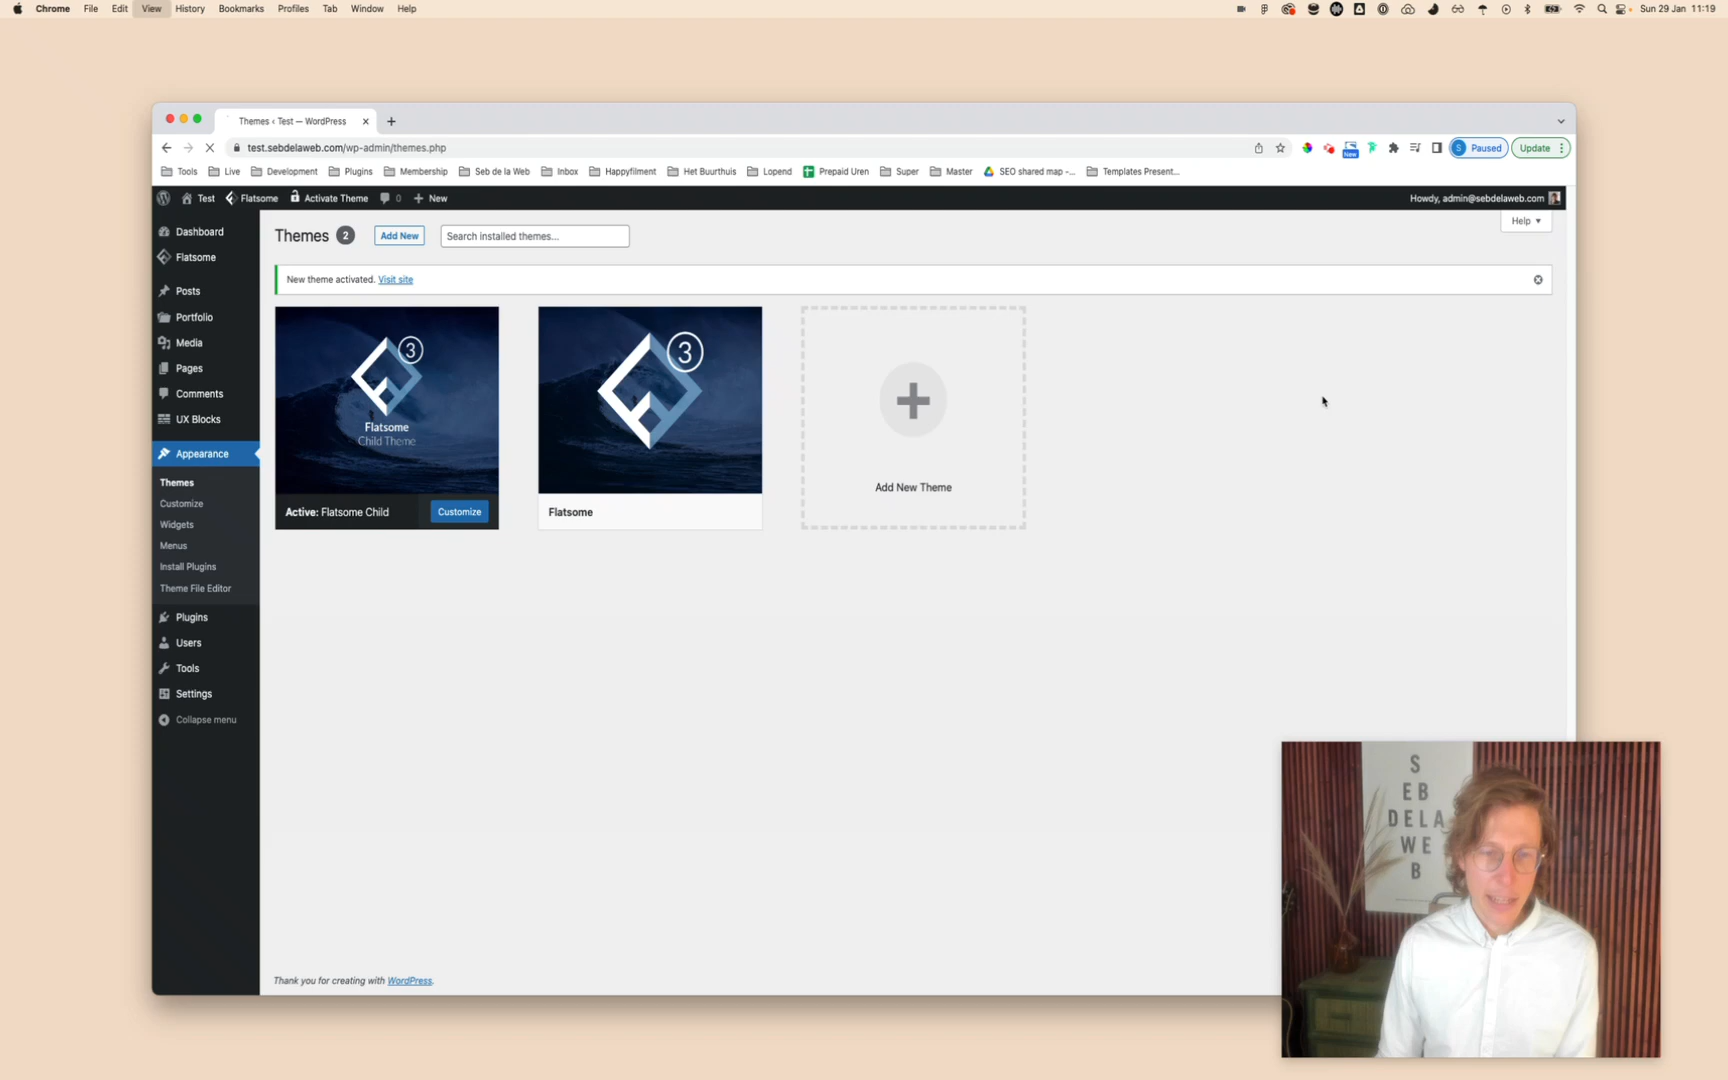 Chrome File Edit View History Bookmarks Profiles Tab Window Help Sun 29 Jan 11:19
Themes ‹ Test — WordPress
test.sebdelaweb.com/wp-admin/themes.php New S Paused Update
Tools Live Development Plugins Membership Seb de la Web Inbox Happyfilment Het Buurthuis Lopend Prepaid Uren Super Master SEO shared map -... Templates Present...
Test Flatsome Activate Theme 0 New Howdy, admin@sebdelaweb.com
Help
Dashboard
Flatsome
Posts
Portfolio
Media
Pages
Comments
UX Blocks
Appearance
Themes
Customize
Widgets
Menus
Install Plugins
Theme File Editor
Plugins
Users
Tools
Settings
Collapse menu
Themes 2 Add New Search installed themes...
New theme activated. Visit site
3
Flatsome
Child Theme
Active: Flatsome Child Customize
3
Flatsome
Add New Theme
Thank you for creating with WordPress.
S
EB
DELA
WE
B